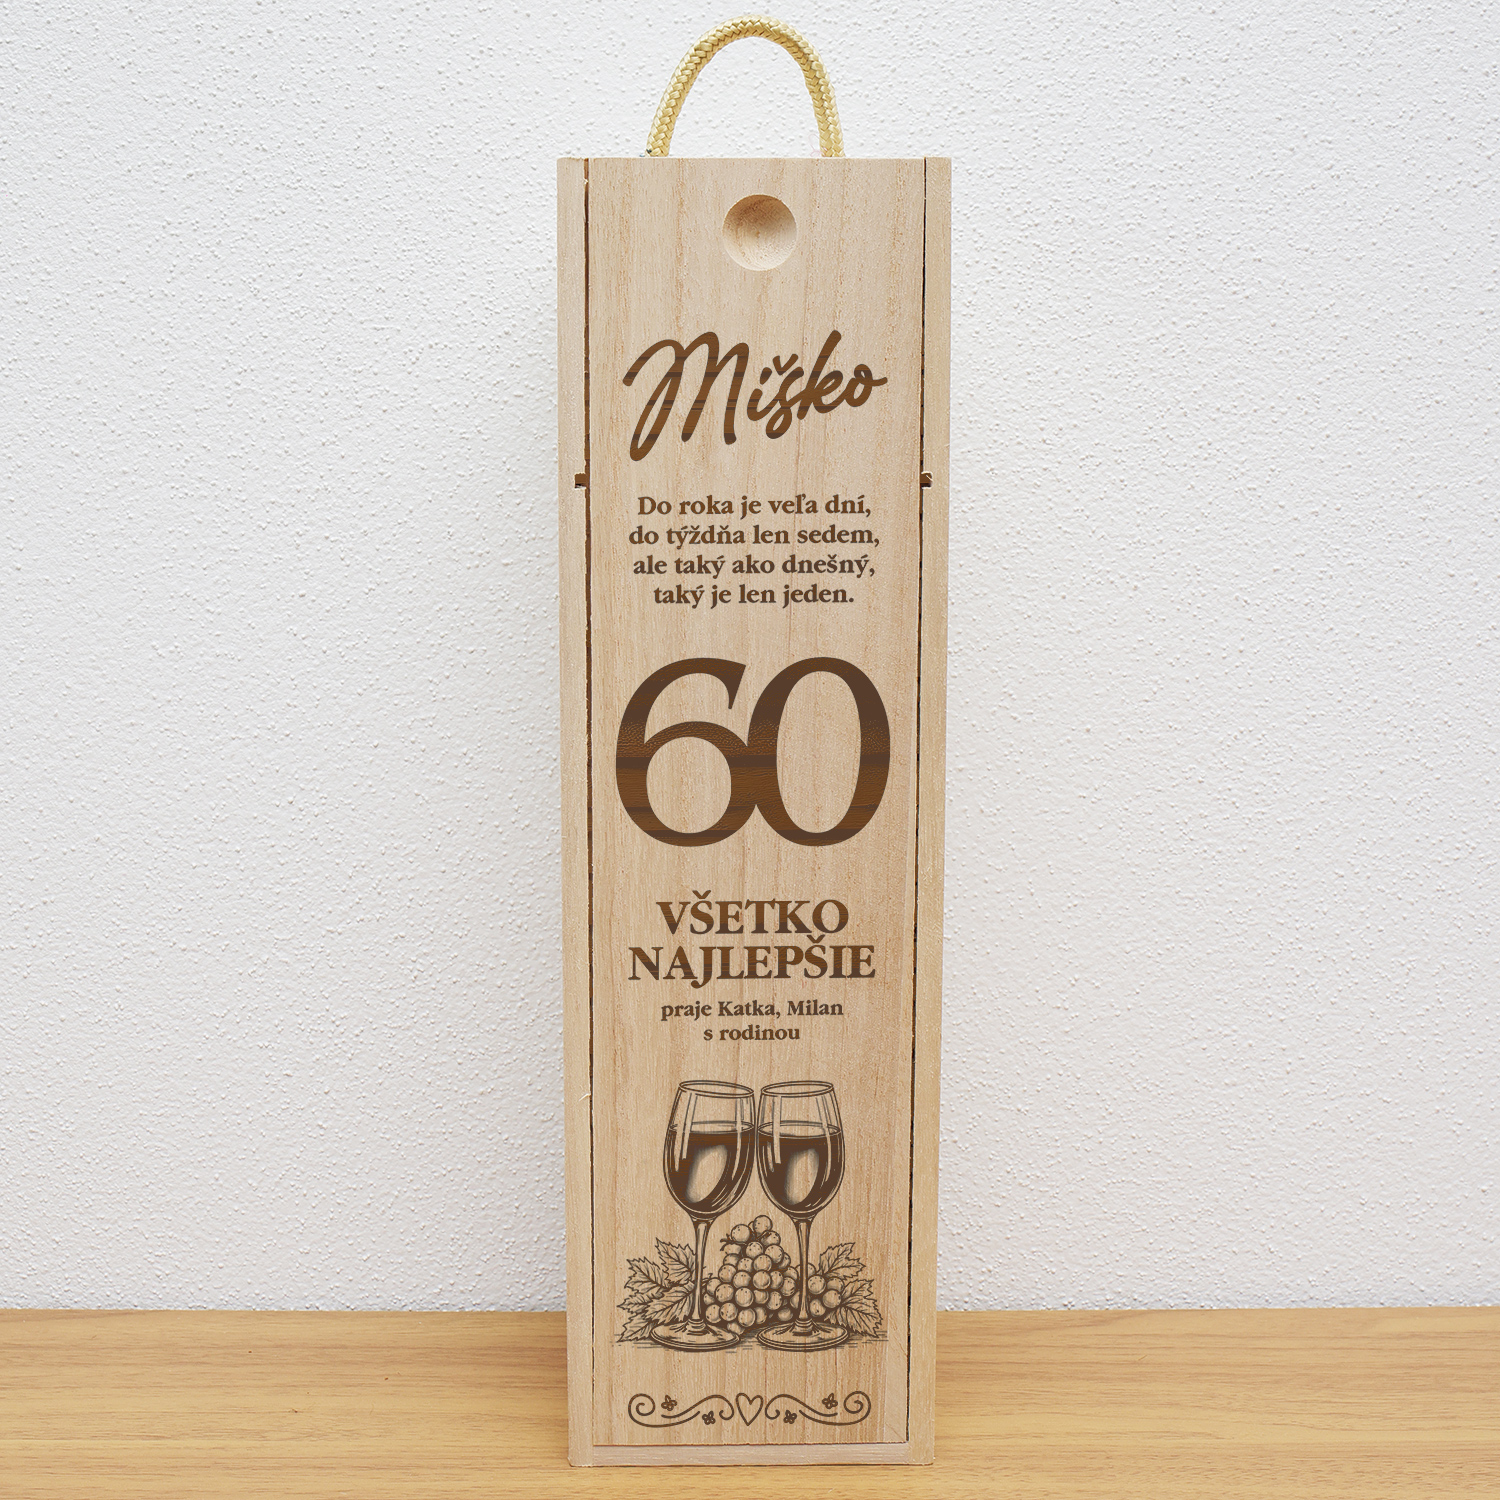 Miško
Do roka je veľa dní,
do týždňa len sedem,
ale taký ako dnešný,
taký je len jeden.
60
VŠETKO
NAJLEPŠIE
praje Katka, Milan
s rodinou